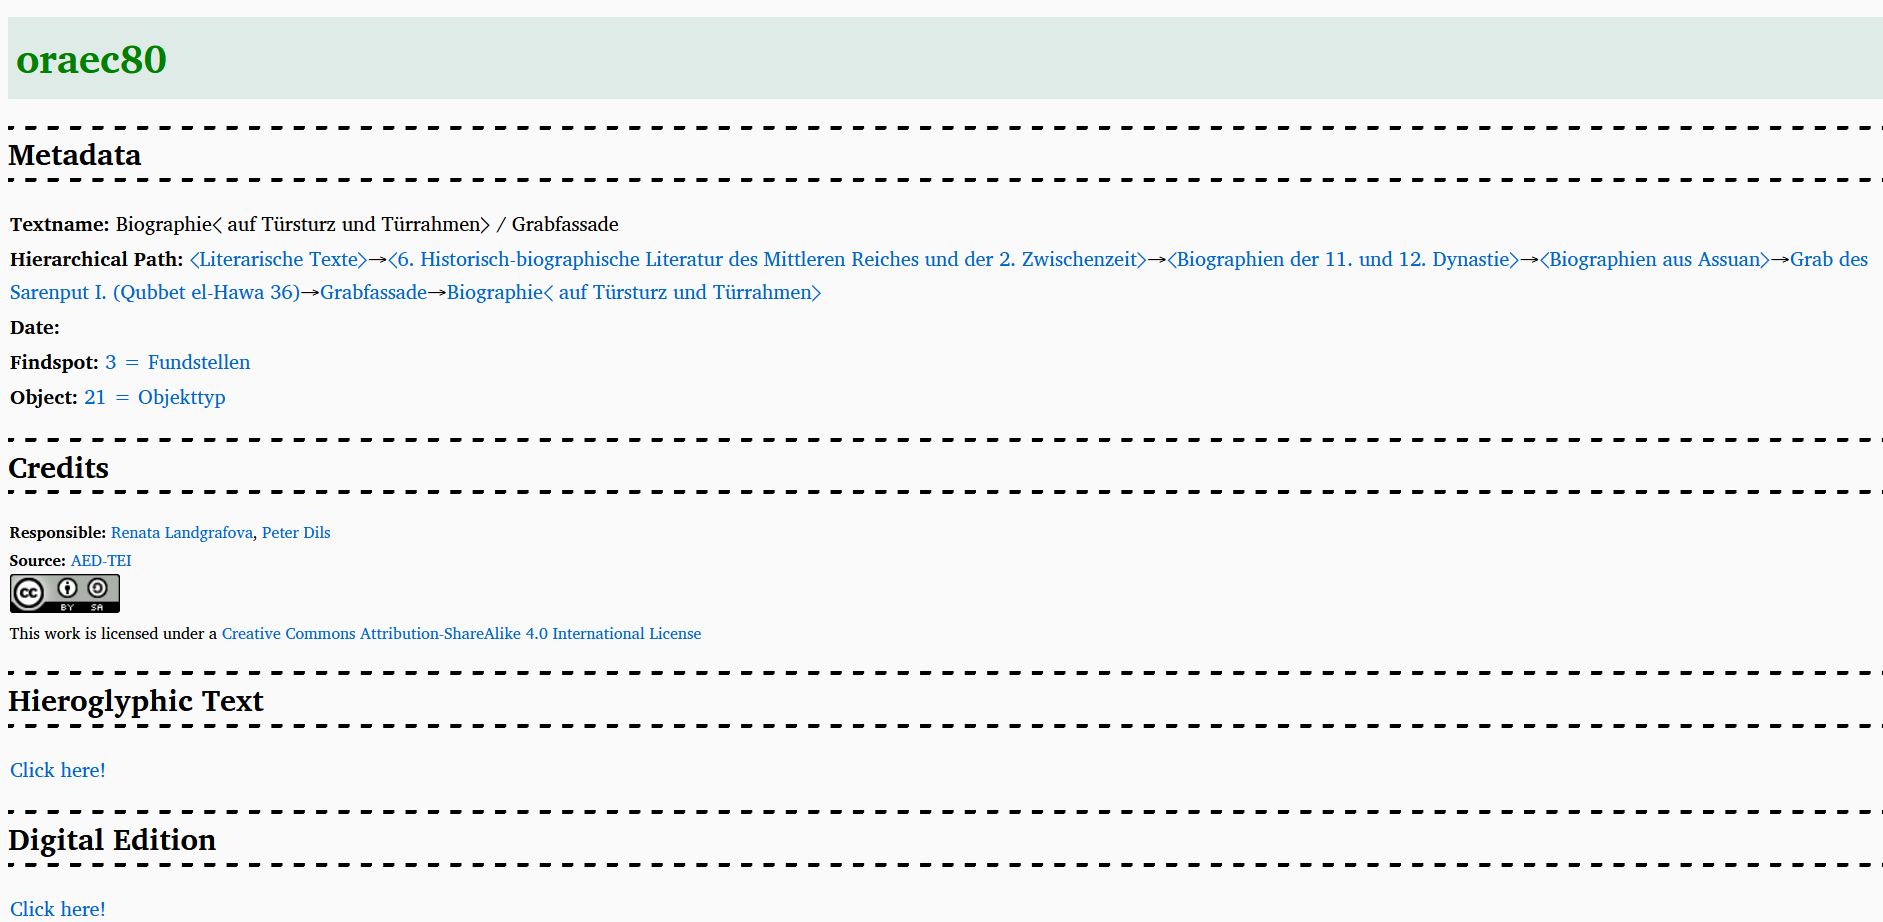 oraec80
Metadata
Textname: Biographie〈 auf Türsturz und Türrahmen〉 / Grabfassade
Hierarchical Path: 〈Literarische Texte〉→〈6. Historisch-biographische Literatur des Mittleren Reiches und der 2. Zwischenzeit〉→〈Biographien der 11. und 12. Dynastie〉→〈Biographien aus Assuan〉→Grab des
Sarenput I. (Qubbet el-Hawa 36)→Grabfassade→Biographie〈 auf Türsturz und Türrahmen〉
Date:
Findspot: 3 = Fundstellen
Object: 21 = Objekttyp
Credits
Responsible: Renata Landgrafova, Peter Dils
Source: AED-TEI
cc BY SA
This work is licensed under a Creative Commons Attribution-ShareAlike 4.0 International License
Hieroglyphic Text
Click here!
Digital Edition
Click here!